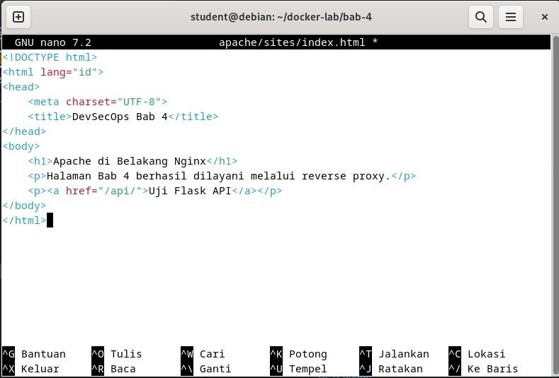 student@debian: ~/docker-lab/bab-4
GNU nano 7.2 apache/sites/index.html *
<!DOCTYPE html>
<html lang="id">
<head>
    <meta charset="UTF-8">
    <title>DevSecOps Bab 4</title>
</head>
<body>
    <h1>Apache di Belakang Nginx</h1>
    <p>Halaman Bab 4 berhasil dilayani melalui reverse proxy.</p>
    <p><a href="/api/">Uji Flask API</a></p>
</body>
</html>
^G Bantuan ^O Tulis ^W Cari ^K Potong ^T Jalankan ^C Lokasi
^X Keluar ^R Baca ^\ Ganti ^U Tempel ^J Ratakan ^/ Ke Baris